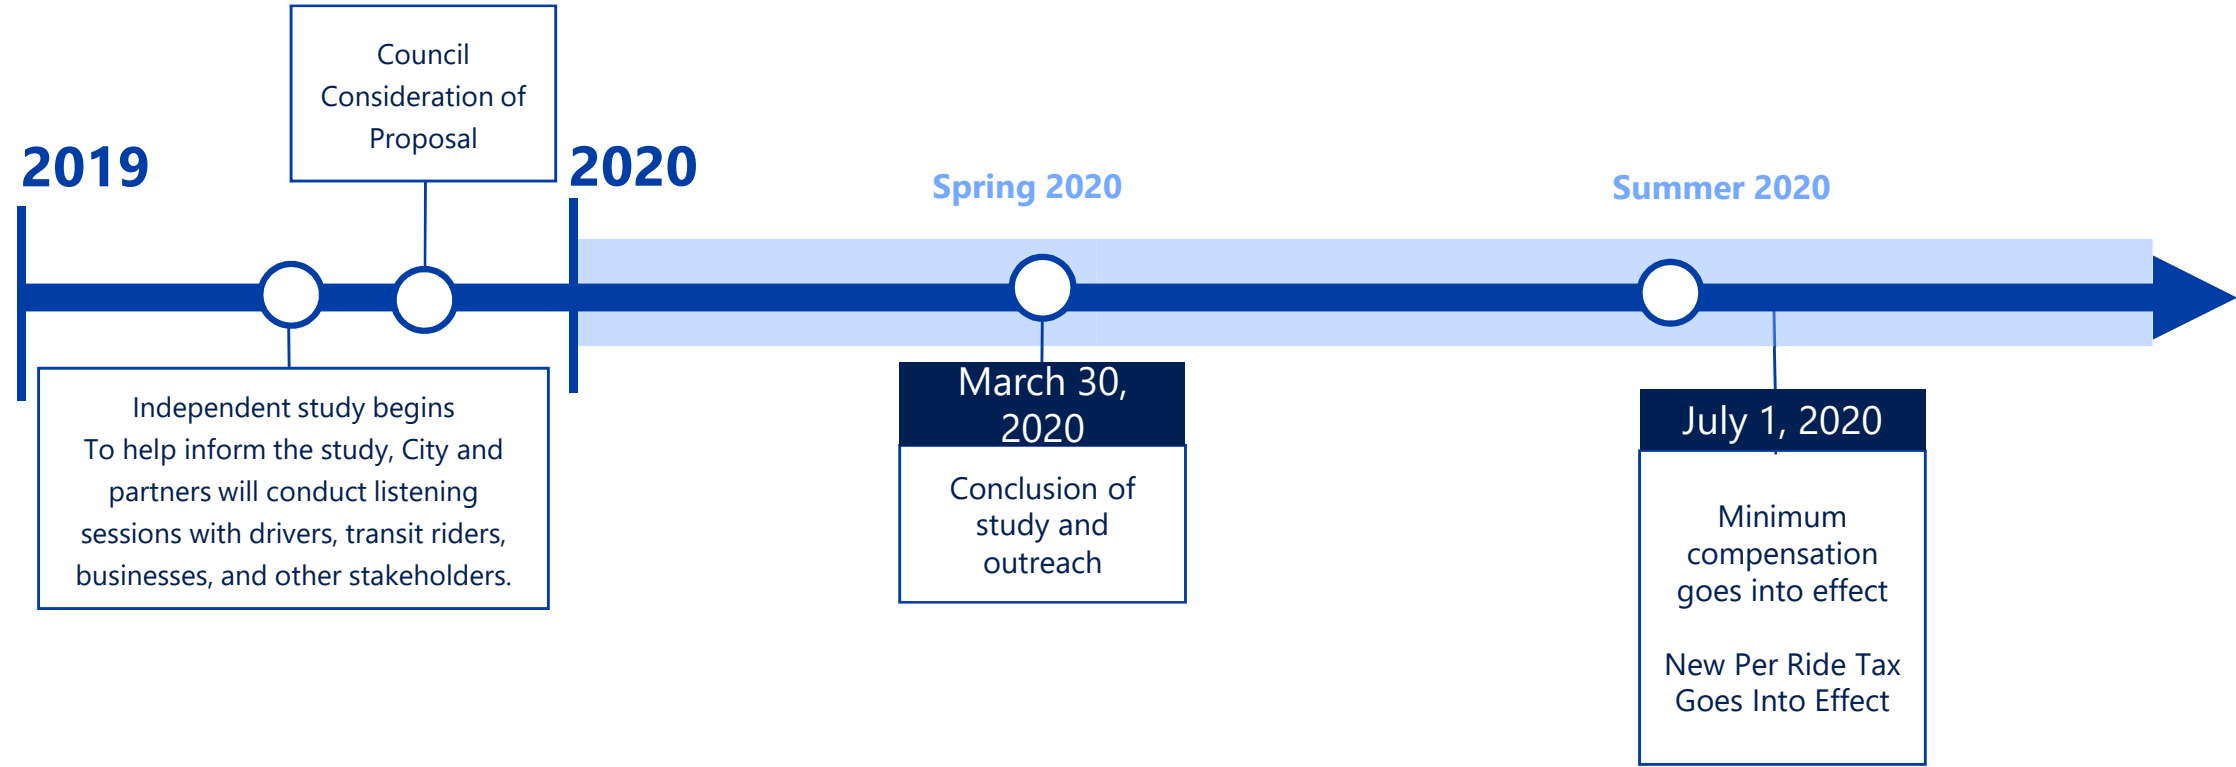 Council
Consideration of
Proposal
2019
2020
Spring 2020
Summer 2020
Independent study begins
To help inform the study, City and
partners will conduct listening
sessions with drivers, transit riders,
businesses, and other stakeholders.
March 30,
2020
Conclusion of
study and
outreach
July 1, 2020
Minimum
compensation
goes into effect
New Per Ride Tax
Goes Into Effect